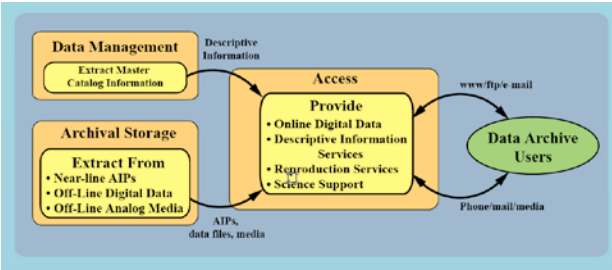 Data Management
Extract Master
Catalog Information
Descriptive
Information
Access
Provide
• Online Digital Data
• Descriptive Information
Services
• Reproduction Services
• Science Support
Archival Storage
Extract From
• Near-line AIPs
• Off-Line Digital Data
• Off-Line Analog Media
AIPs,
data files, media
www/ftp/e-mail
Data Archive
Users
Phone/mail/media